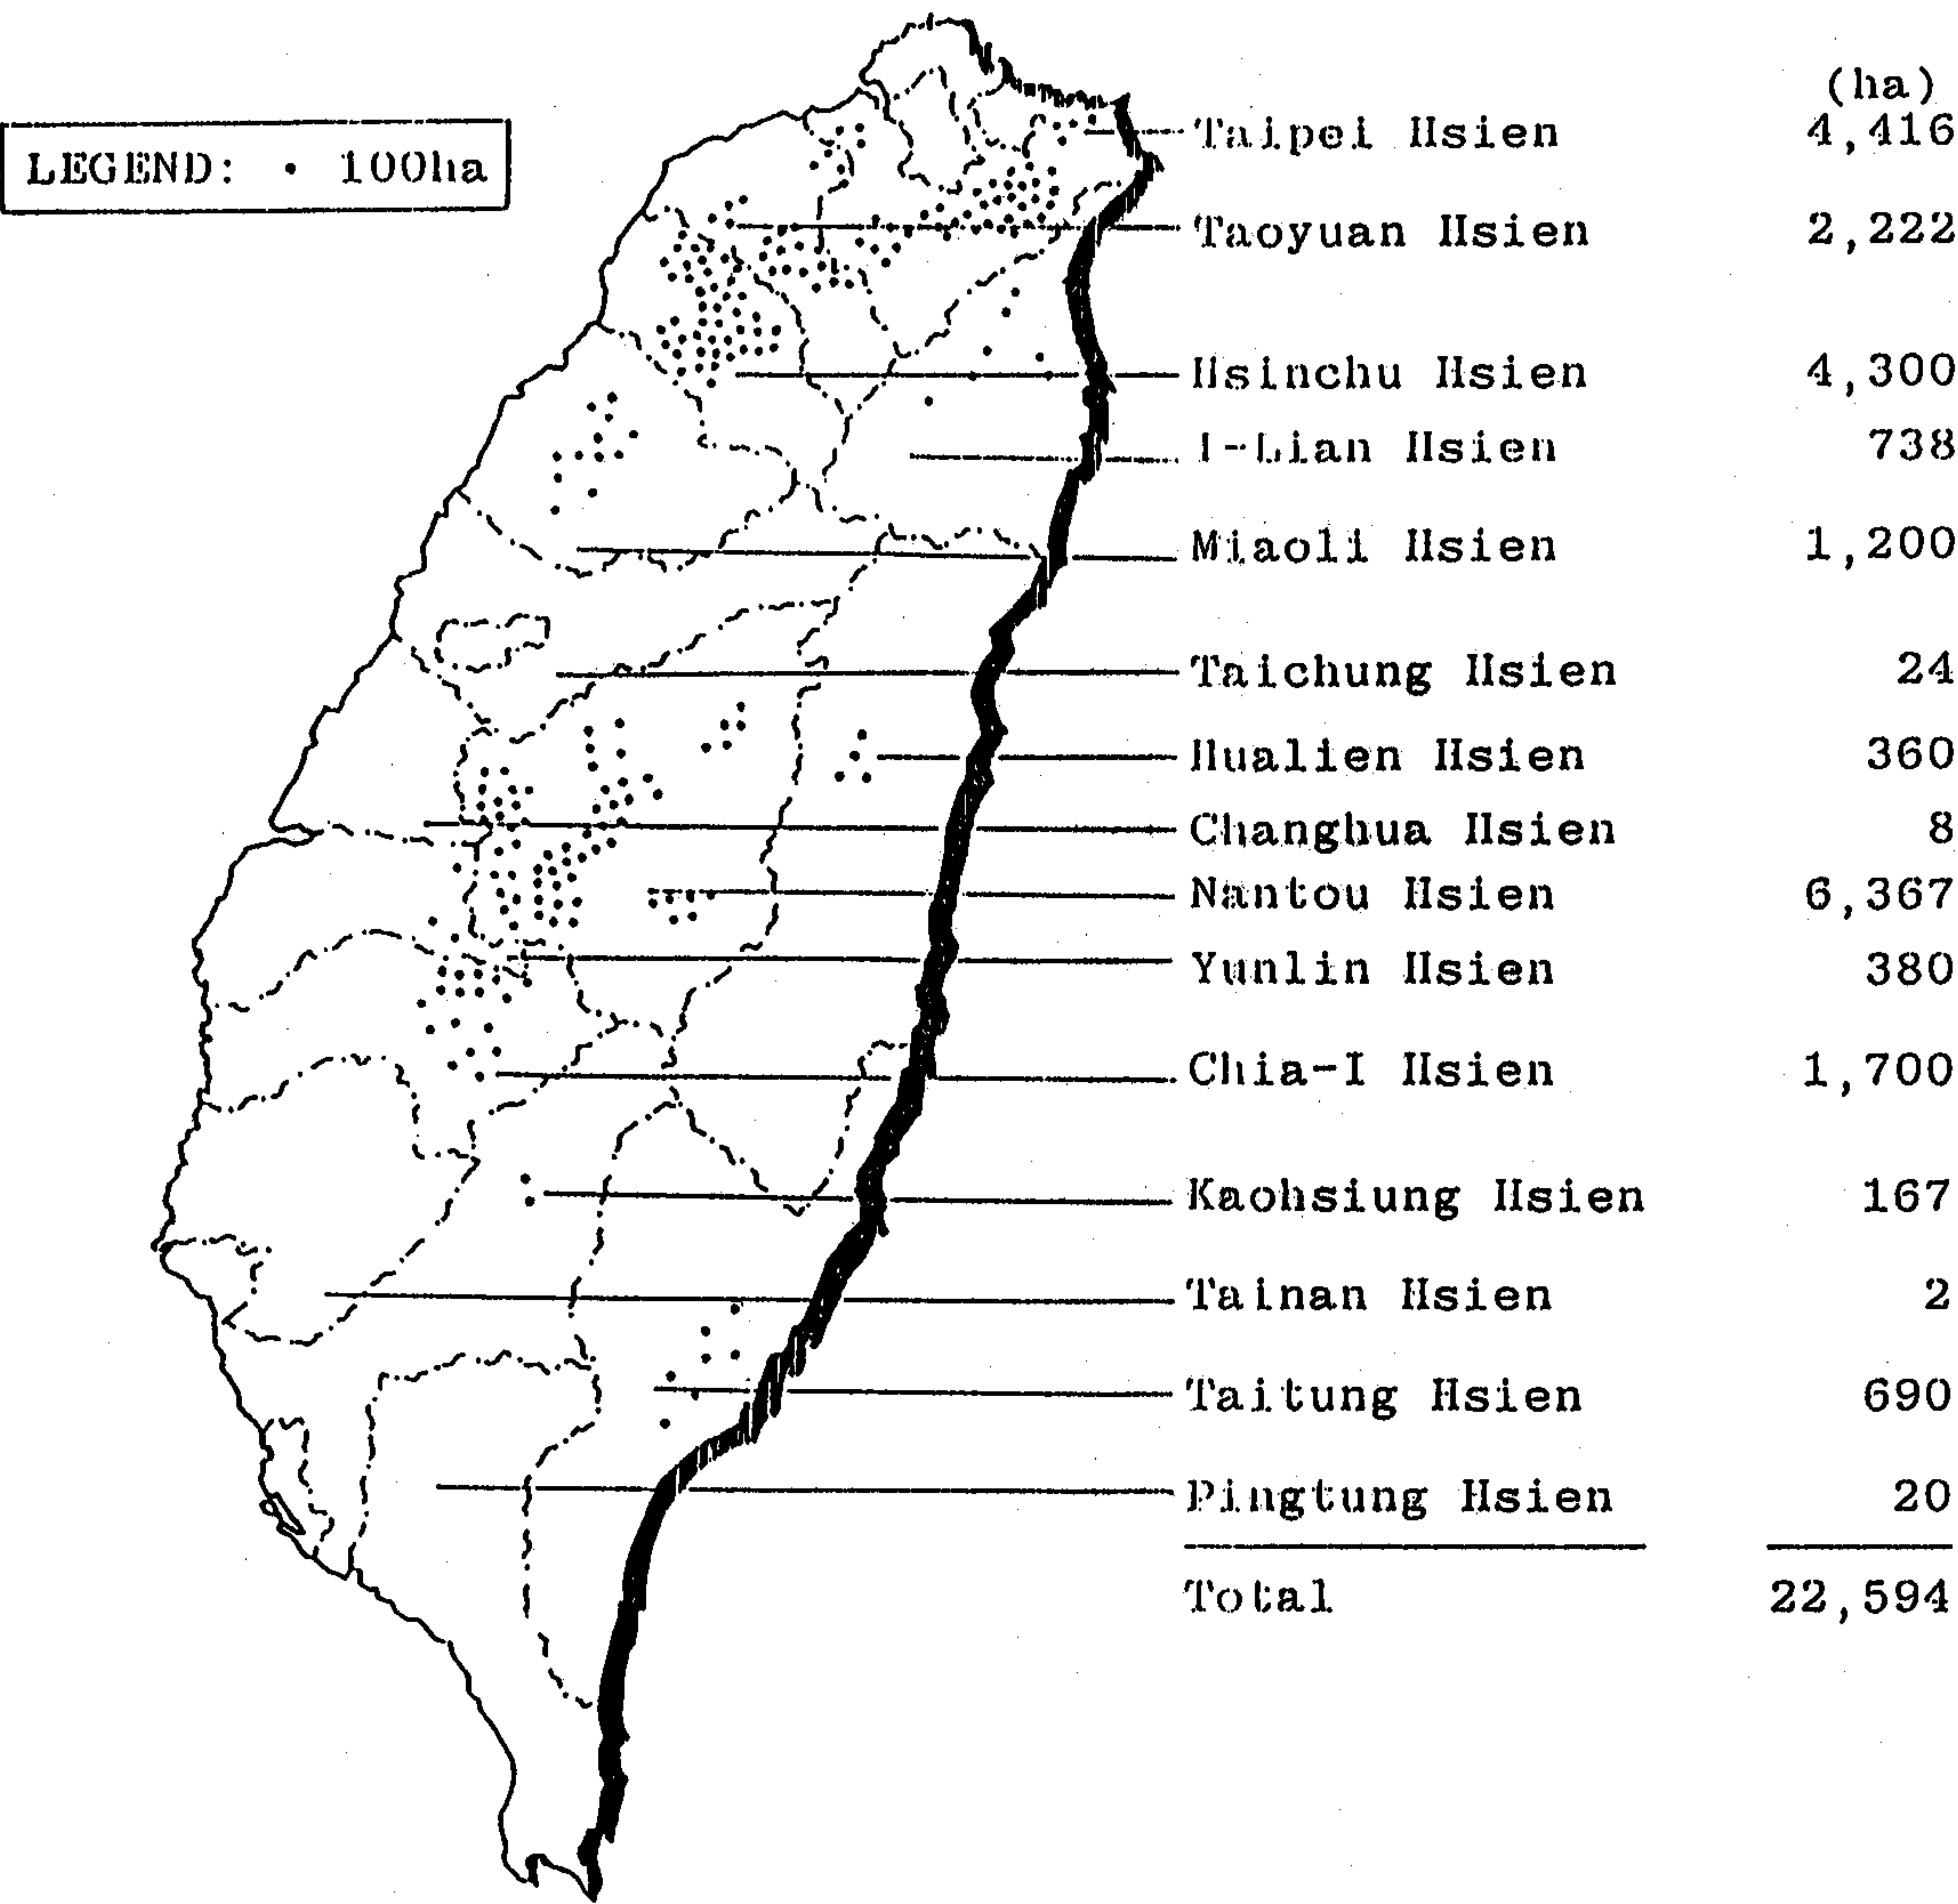 (ha)
LEGEND: • 100ha
Taipei Hsien 4,416
Taoyuan Hsien 2,222
Hsinchu Hsien 4,300
I-Lian Hsien 738
Miaoli Hsien 1,200
Taichung Hsien 24
Hualien Hsien 360
Changhua Hsien 8
Nantou Hsien 6,367
Yunlin Hsien 380
Chia-I Hsien 1,700
Kaohsiung Hsien 167
Tainan Hsien 2
Taitung Hsien 690
Pingtung Hsien 20
Total 22,594